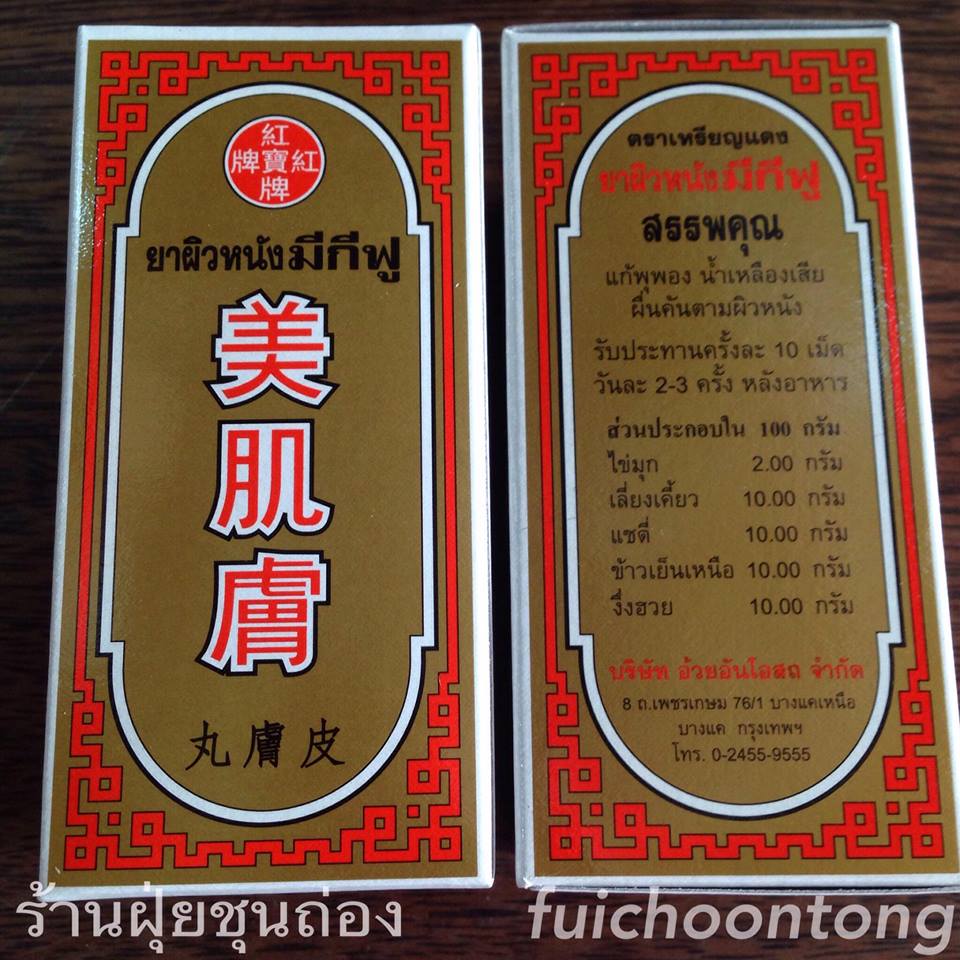 紅
牌寶紅
牌
ยาผิวหนังมีกีฟู
美
肌
膚
丸膚皮
ตราเหรียญแดง
ยาผิวหนังมีกีฟู
สรรพคุณ
แก้พุพอง น้ำเหลืองเสีย
ผื่นคันตามผิวหนัง
รับประทานครั้งละ 10 เม็ด
วันละ 2-3 ครั้ง หลังอาหาร
ส่วนประกอบใน 100 กรัม
ไข่มุก 2.00 กรัม
เลี่ยงเคี้ยว 10.00 กรัม
แชดี่ 10.00 กรัม
ข้าวเย็นเหนือ 10.00 กรัม
งึ่งฮวย 10.00 กรัม
บริษัท อ้วยอันโอสถ จำกัด
8 ถ.เพชรเกษม 76/1 บางแคเหนือ
บางแค กรุงเทพฯ
โทร. 0-2455-9555
ร้านฝุ่ยชุนถ่อง
fuichoontong